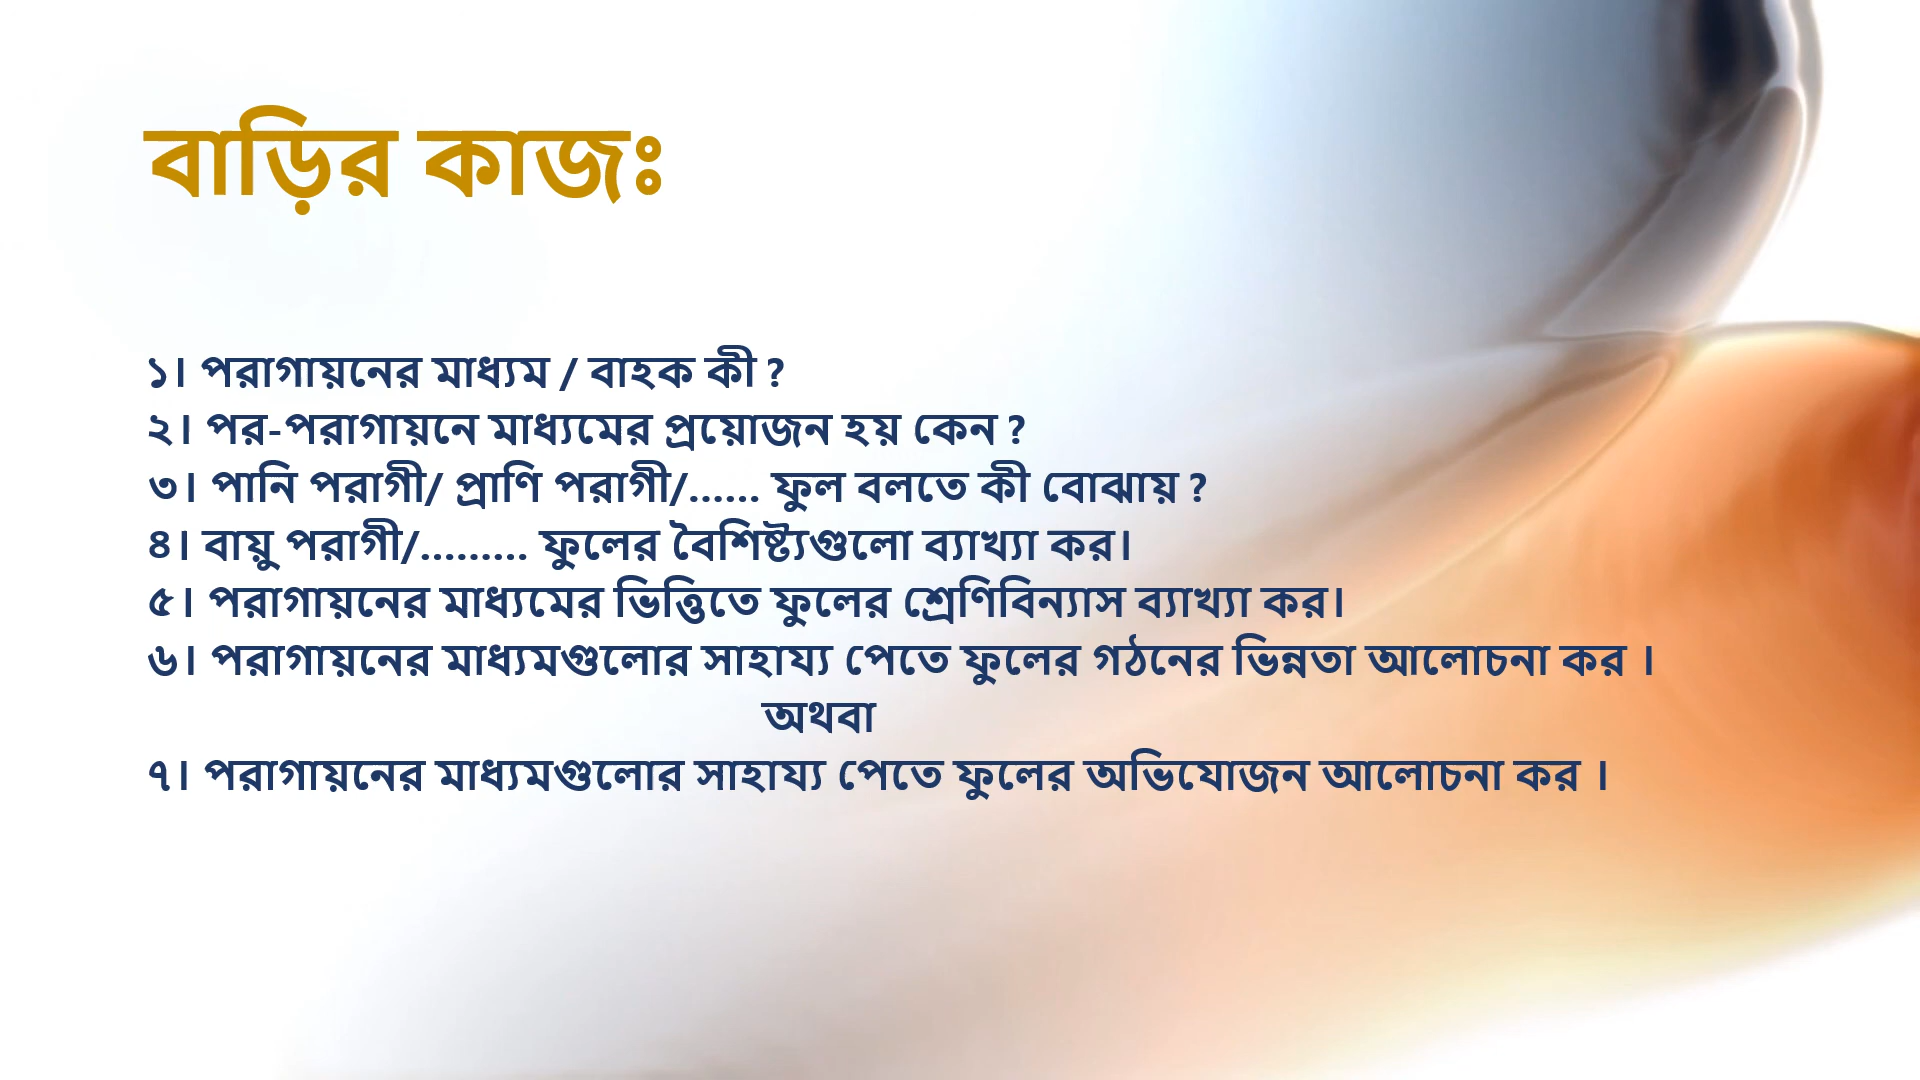 বাড়ির কাজঃ
১। পরাগায়নের মাধ্যম / বাহক কী ?
২। পর-পরাগায়নে মাধ্যমের প্রয়োজন হয় কেন ?
৩। পানি পরাগী/ প্রাণি পরাগী/...... ফুল বলতে কী বোঝায় ?
৪। বায়ু পরাগী/......... ফুলের বৈশিষ্ট্যগুলো ব্যাখ্যা কর।
৫। পরাগায়নের মাধ্যমের ভিত্তিতে ফুলের শ্রেণিবিন্যাস ব্যাখ্যা কর।
৬। পরাগায়নের মাধ্যমগুলোর সাহায্য পেতে ফুলের গঠনের ভিন্নতা আলোচনা কর ।
অথবা
৭। পরাগায়নের মাধ্যমগুলোর সাহায্য পেতে ফুলের অভিযোজন আলোচনা কর ।